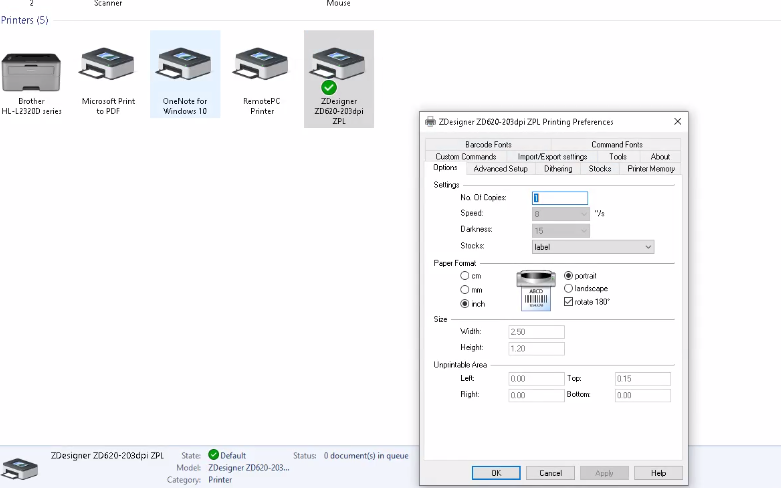 2
Scanner
Mouse
Printers (5)
Brother
HL-L2320D series
Microsoft Print
to PDF
OneNote for
Windows 10
RemotePC
Printer
ZDesigner
ZD620-203dpi
ZPL
ZDesigner ZD620-203dpi ZPL Printing Preferences
Barcode Fonts
Command Fonts
Custom Commands
Import/Export settings
Tools
About
Options
Advanced Setup
Dithering
Stocks
Printer Memory
Settings
No. Of Copies:
1
Speed:
8
"/s
Darkness:
15
Stocks:
label
Paper Format
cm
mm
inch
ABCD
portrait
landscape
rotate 180°
Size
Width:
2.50
Height:
1.20
Unprintable Area
Left:
0.00
Top:
0.15
Right:
0.00
Bottom:
0.00
OK
Cancel
Apply
Help
ZDesigner ZD620-203dpi ZPL
State:
Default
Status:
0 document(s) in queue
Model:
ZDesigner ZD620-203...
Category:
Printer